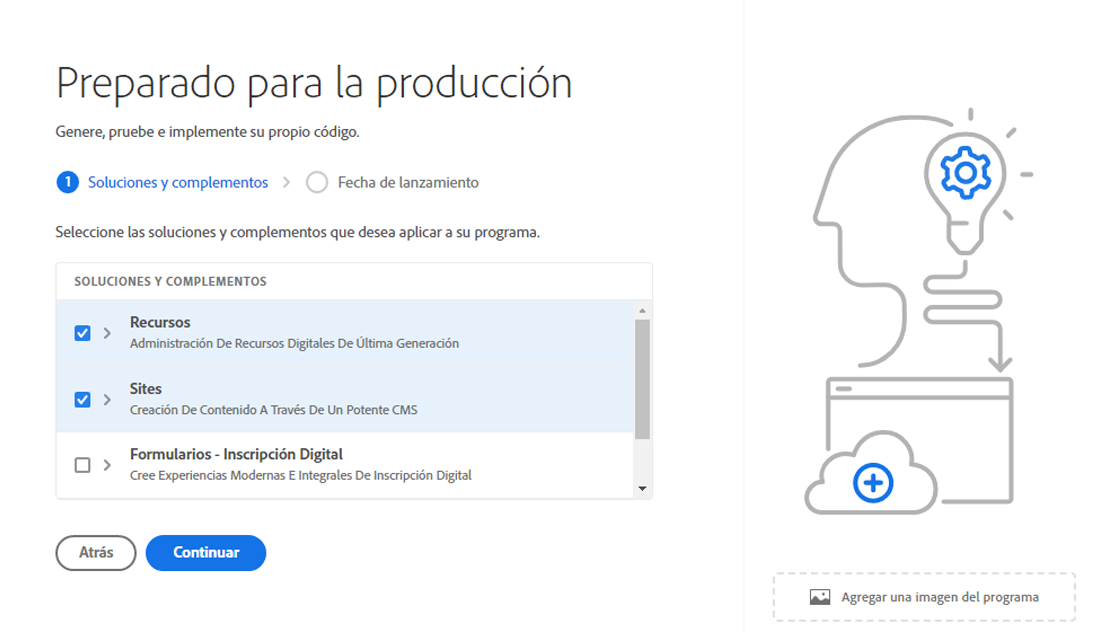 Preparado para la producción
Genere, pruebe e implemente su propio código.
1 Soluciones y complementos > Fecha de lanzamiento
Seleccione las soluciones y complementos que desea aplicar a su programa.
SOLUCIONES Y COMPLEMENTOS
Recursos
Administración De Recursos Digitales De Última Generación
Sites
Creación De Contenido A Través De Un Potente CMS
Formularios - Inscripción Digital
Cree Experiencias Modernas E Integrales De Inscripción Digital
Atrás Continuar
Agregar una imagen del programa